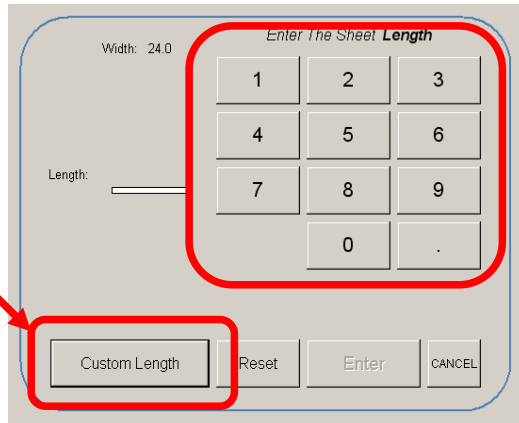 Enter The Sheet Length
Width: 24.0
1 2 3
4 5 6
Length:
7 8 9
0 .
Custom Length Reset Enter CANCEL